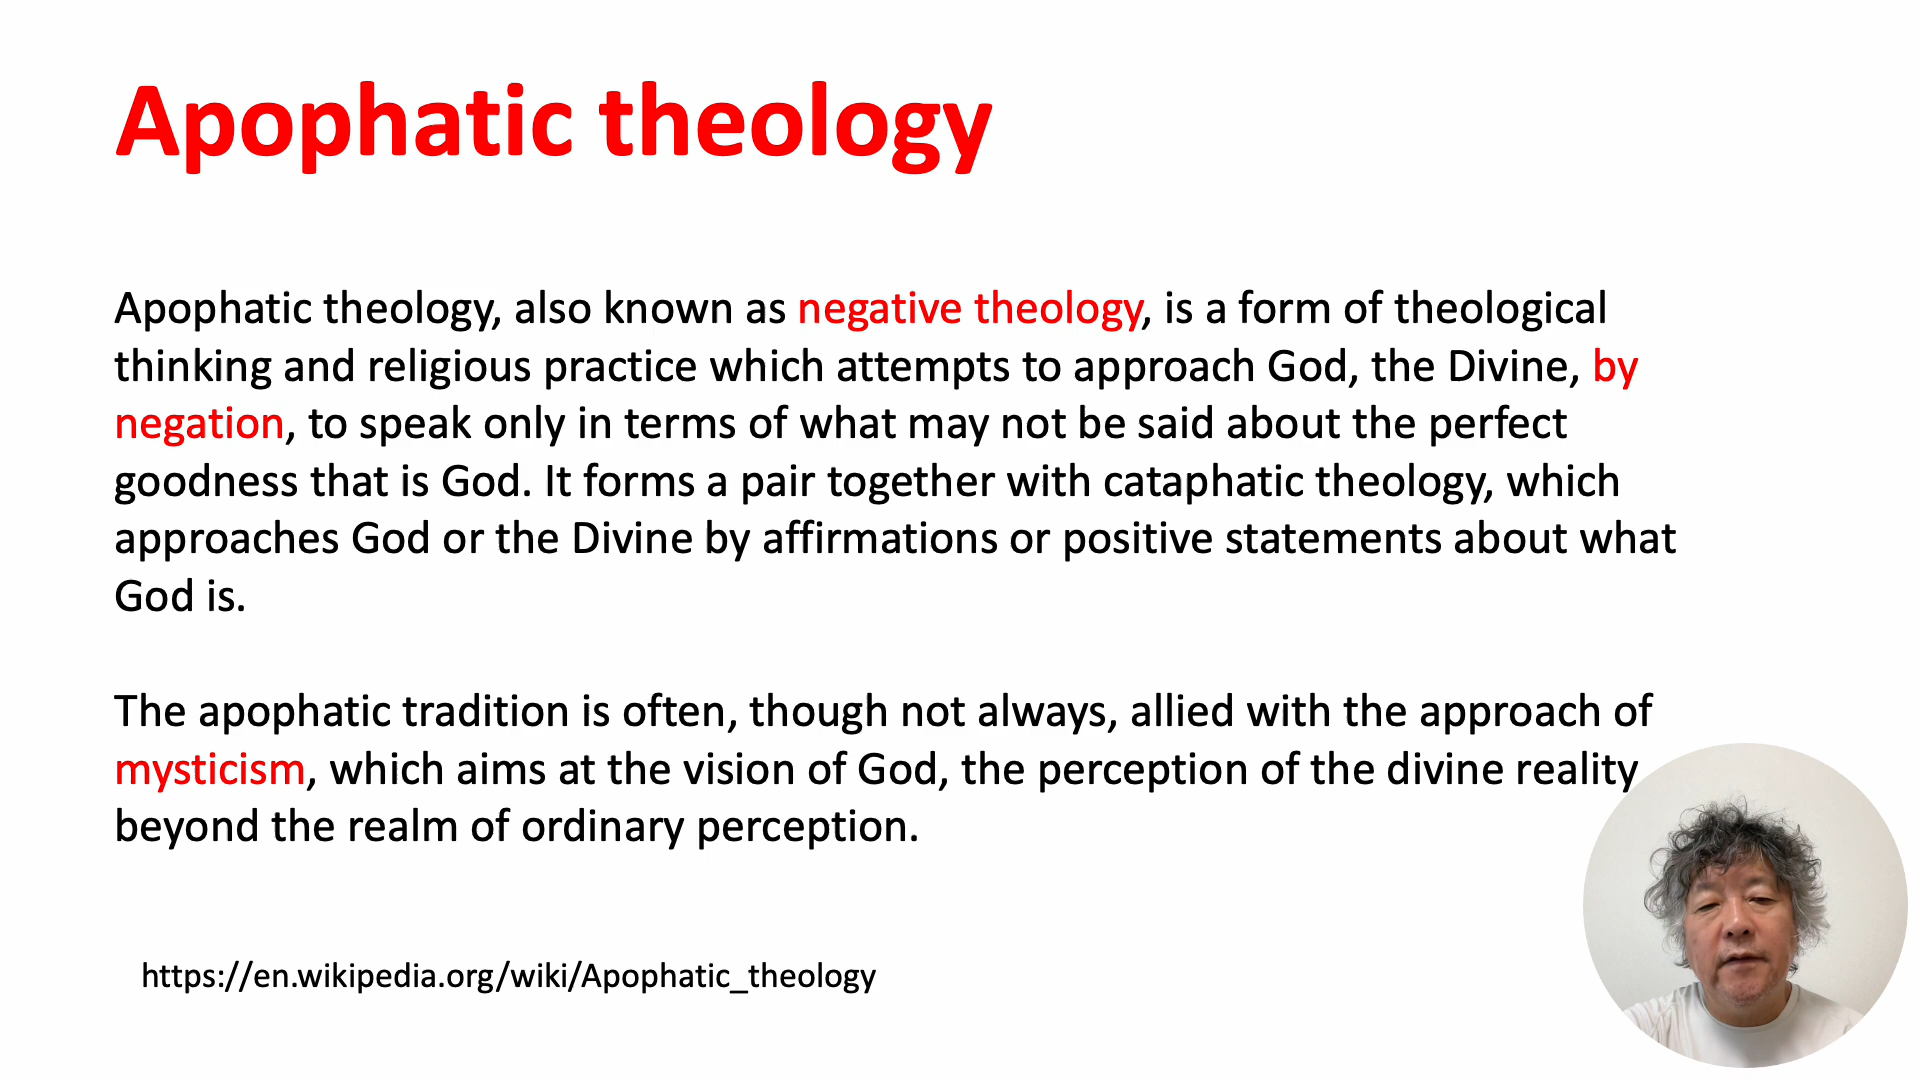 Apophatic theology
Apophatic theology, also known as negative theology, is a form of theological
thinking and religious practice which attempts to approach God, the Divine, by
negation, to speak only in terms of what may not be said about the perfect
goodness that is God. It forms a pair together with cataphatic theology, which
approaches God or the Divine by affirmations or positive statements about what
God is.
The apophatic tradition is often, though not always, allied with the approach of
mysticism, which aims at the vision of God, the perception of the divine reality
beyond the realm of ordinary perception.
https://en.wikipedia.org/wiki/Apophatic_theology